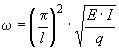 ω = (π/l)² · √(E · I / q)